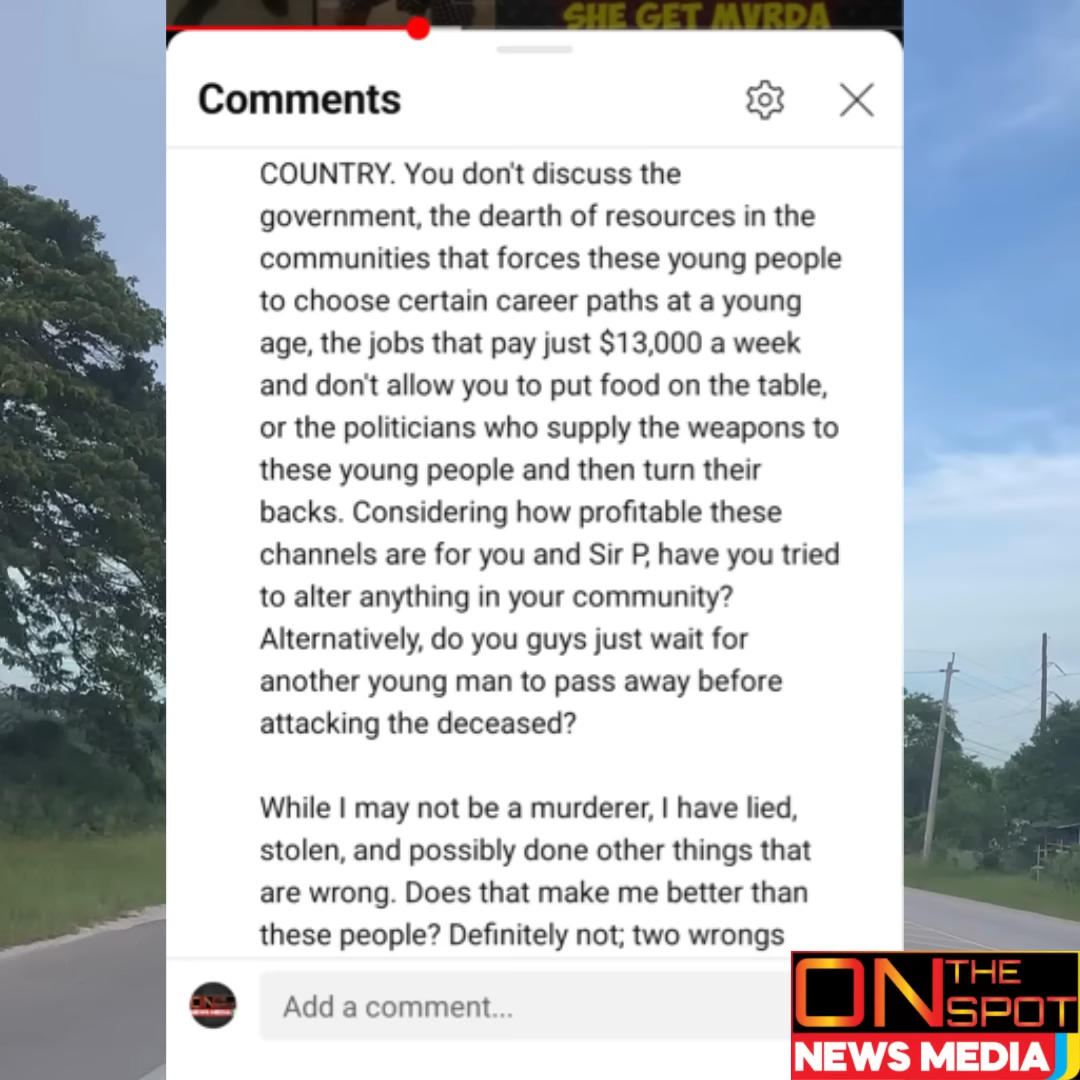 SHE GET MVRDA
Comments
COUNTRY. You don't discuss the
government, the dearth of resources in the
communities that forces these young people
to choose certain career paths at a young
age, the jobs that pay just $13,000 a week
and don't allow you to put food on the table,
or the politicians who supply the weapons to
these young people and then turn their
backs. Considering how profitable these
channels are for you and Sir P, have you tried
to alter anything in your community?
Alternatively, do you guys just wait for
another young man to pass away before
attacking the deceased?
While I may not be a murderer, I have lied,
stolen, and possibly done other things that
are wrong. Does that make me better than
these people? Definitely not; two wrongs
Add a comment...
ON THE SPOT
NEWS MEDIA